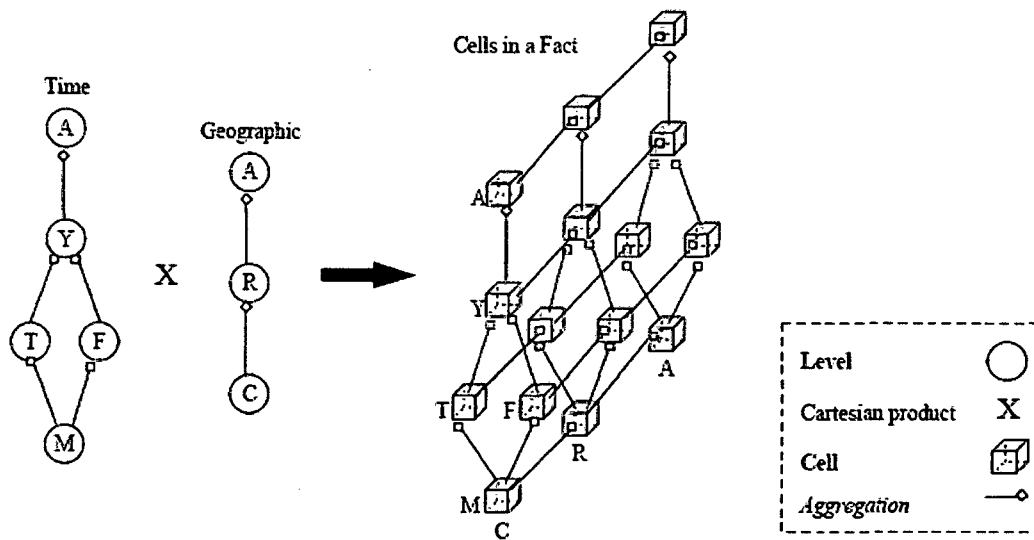 Cells in a Fact
Time
A
Y
T
F
M
X
Geographic
A
R
C
A
Y
T
F
M
C
R
A
Level
Cartesian product X
Cell
Aggregation